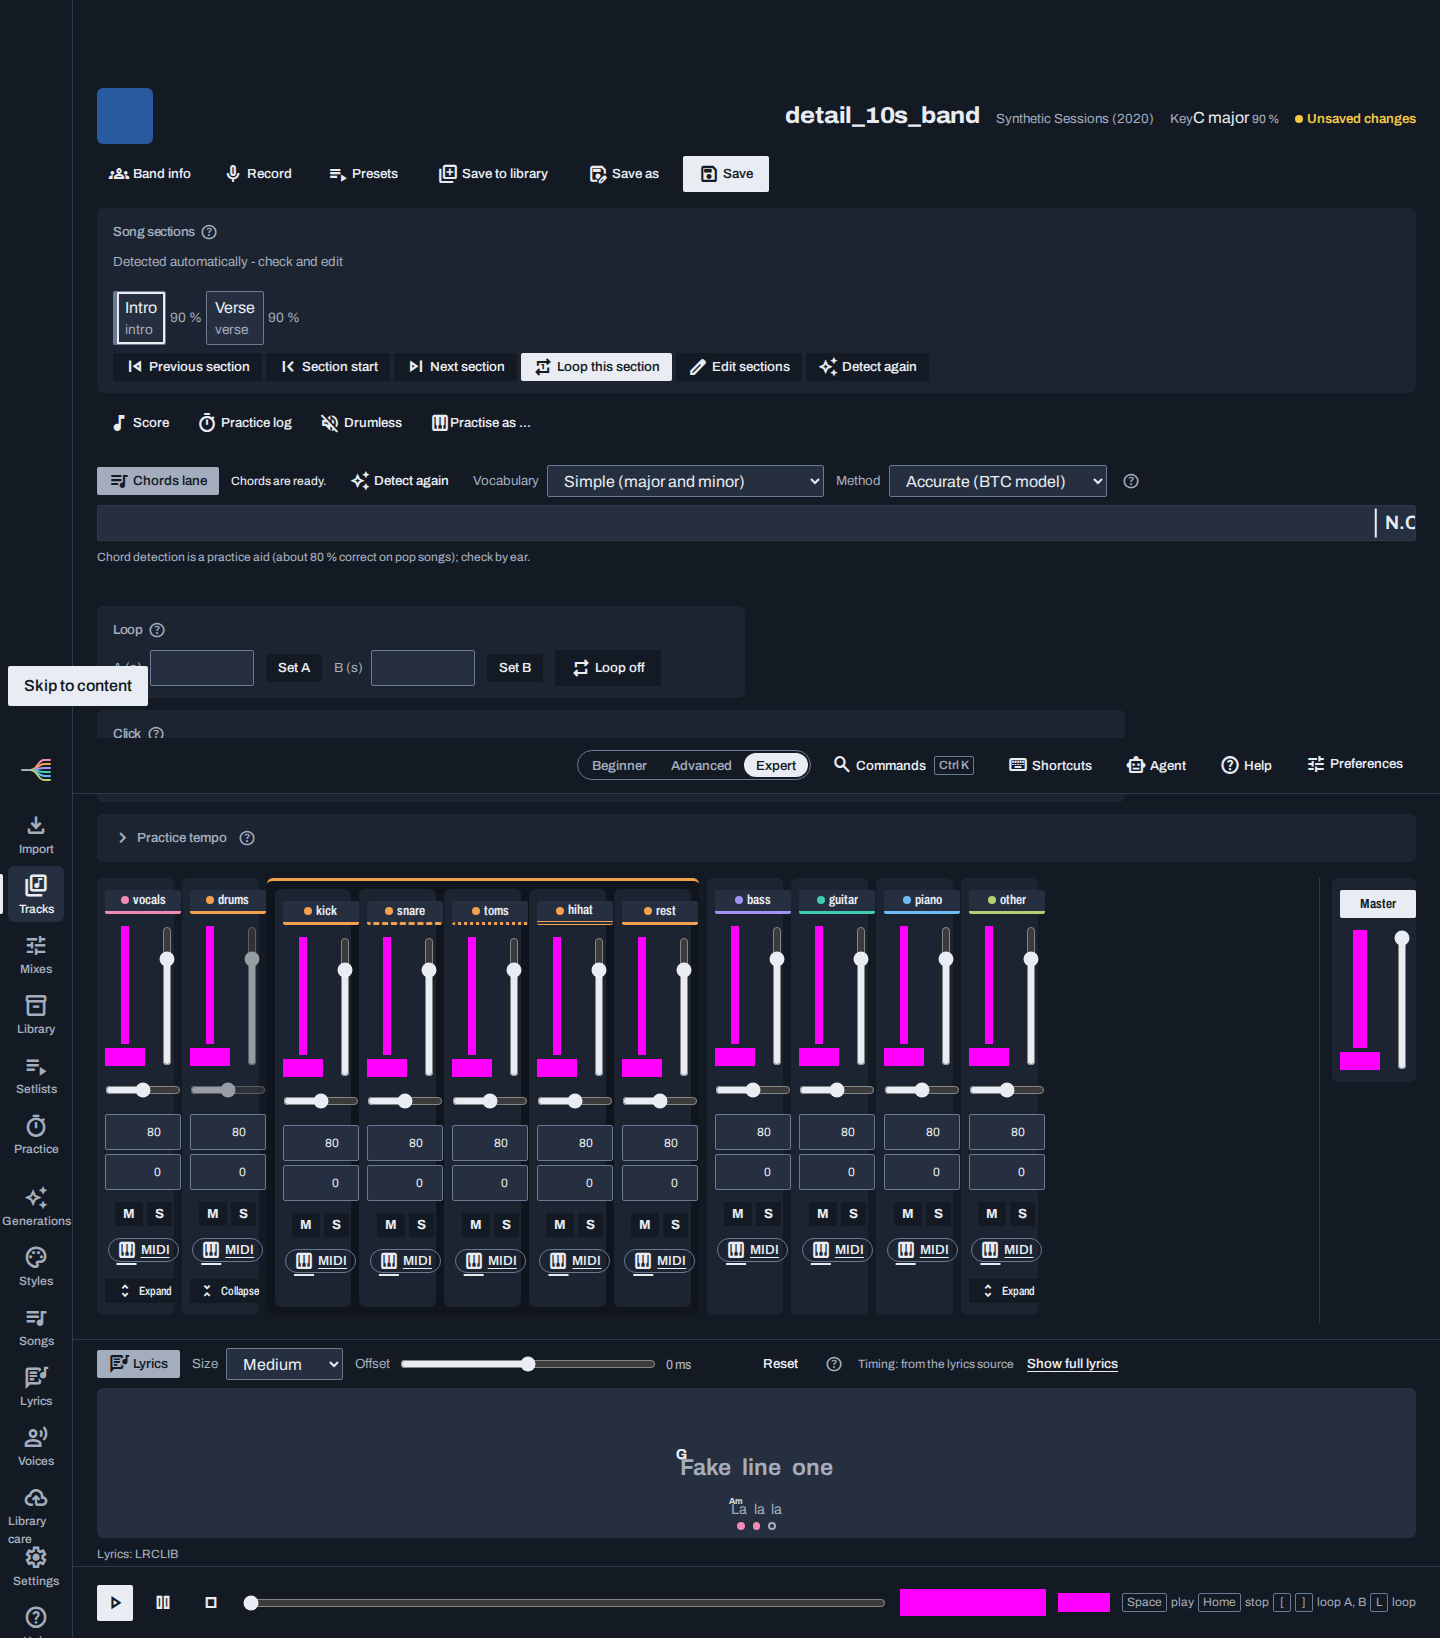 detail_10s_band Synthetic Sessions (2020) Key C major 90 % Unsaved changes
Band info Record Presets Save to library Save as Save
Song sections
Detected automatically - check and edit
Intro 90 % Verse 90 %
intro verse
Previous section Section start Next section Loop this section Edit sections Detect again
Score Practice log Drumless Practise as ...
Chords lane Chords are ready. Detect again Vocabulary Simple (major and minor) Method Accurate (BTC model)
Chord detection is a practice aid (about 80 % correct on pop songs); check by ear.
Loop
Set A B (s) Set B Loop off
Skip to content
Click
Beginner Advanced Expert Commands Ctrl K Shortcuts Agent Help Preferences
Practice tempo
Import
Tracks
Mixes
Library
Setlists
Practice
Generations
Styles
Songs
Lyrics
Voices
Library
care
Settings
vocals drums kick snare toms hihat rest bass guitar piano other Master
80 80 80 80 80 80 80 80 80 80 80
0 0 0 0 0 0 0 0 0 0 0
M S M S M S M S M S M S M S M S M S M S M S
MIDI MIDI MIDI MIDI MIDI MIDI MIDI MIDI MIDI MIDI MIDI
Expand Collapse Expand
Lyrics Size Medium Offset 0 ms Reset Timing: from the lyrics source Show full lyrics
G
Fake line one
Am
La la la
Lyrics: LRCLIB
Space play Home stop [ ] loop A, B L loop